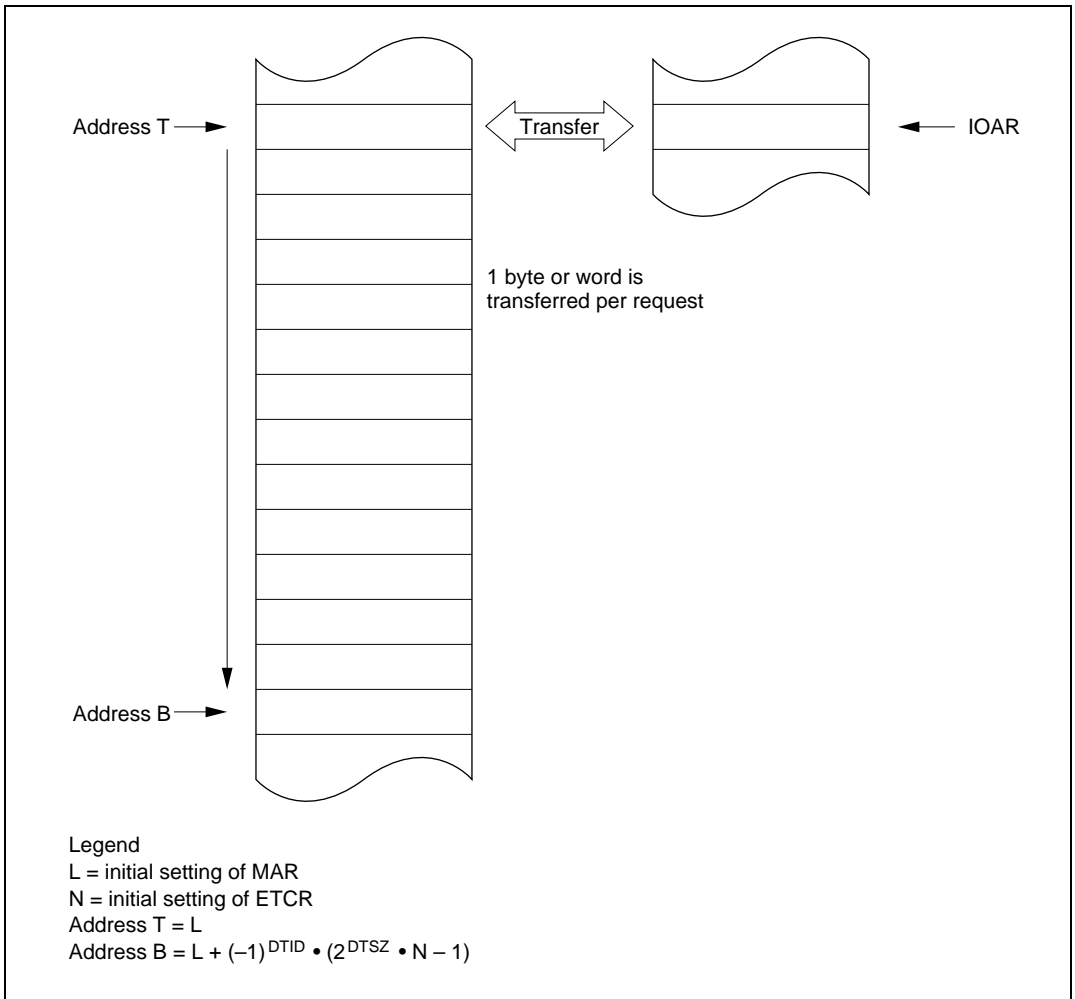 Address T
Transfer
IOAR
1 byte or word is
transferred per request
Address B
Legend
L = initial setting of MAR
N = initial setting of ETCR
Address T = L
Address B = L + (–1)^DTID • (2^DTSZ • N – 1)